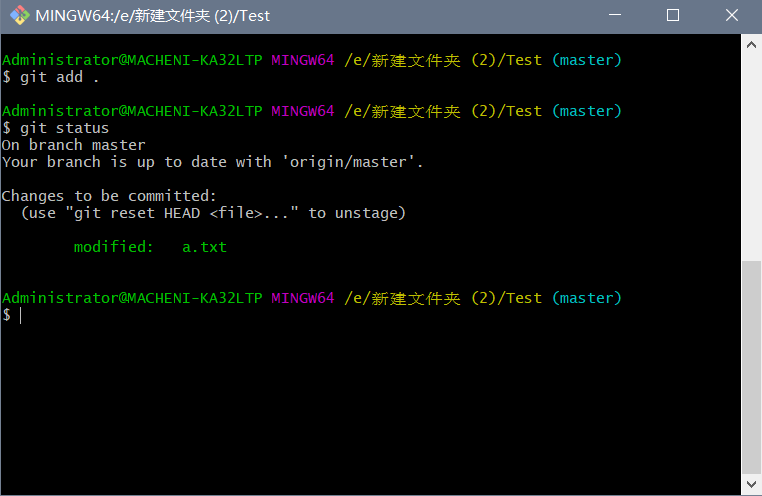 MINGW64:/e/新建文件夹 (2)/Test
Administrator@MACHENI-KA32LTP MINGW64 /e/新建文件夹 (2)/Test (master)
$ git add .
Administrator@MACHENI-KA32LTP MINGW64 /e/新建文件夹 (2)/Test (master)
$ git status
On branch master
Your branch is up to date with 'origin/master'.
Changes to be committed:
  (use "git reset HEAD <file>..." to unstage)
        modified:   a.txt
Administrator@MACHENI-KA32LTP MINGW64 /e/新建文件夹 (2)/Test (master)
$